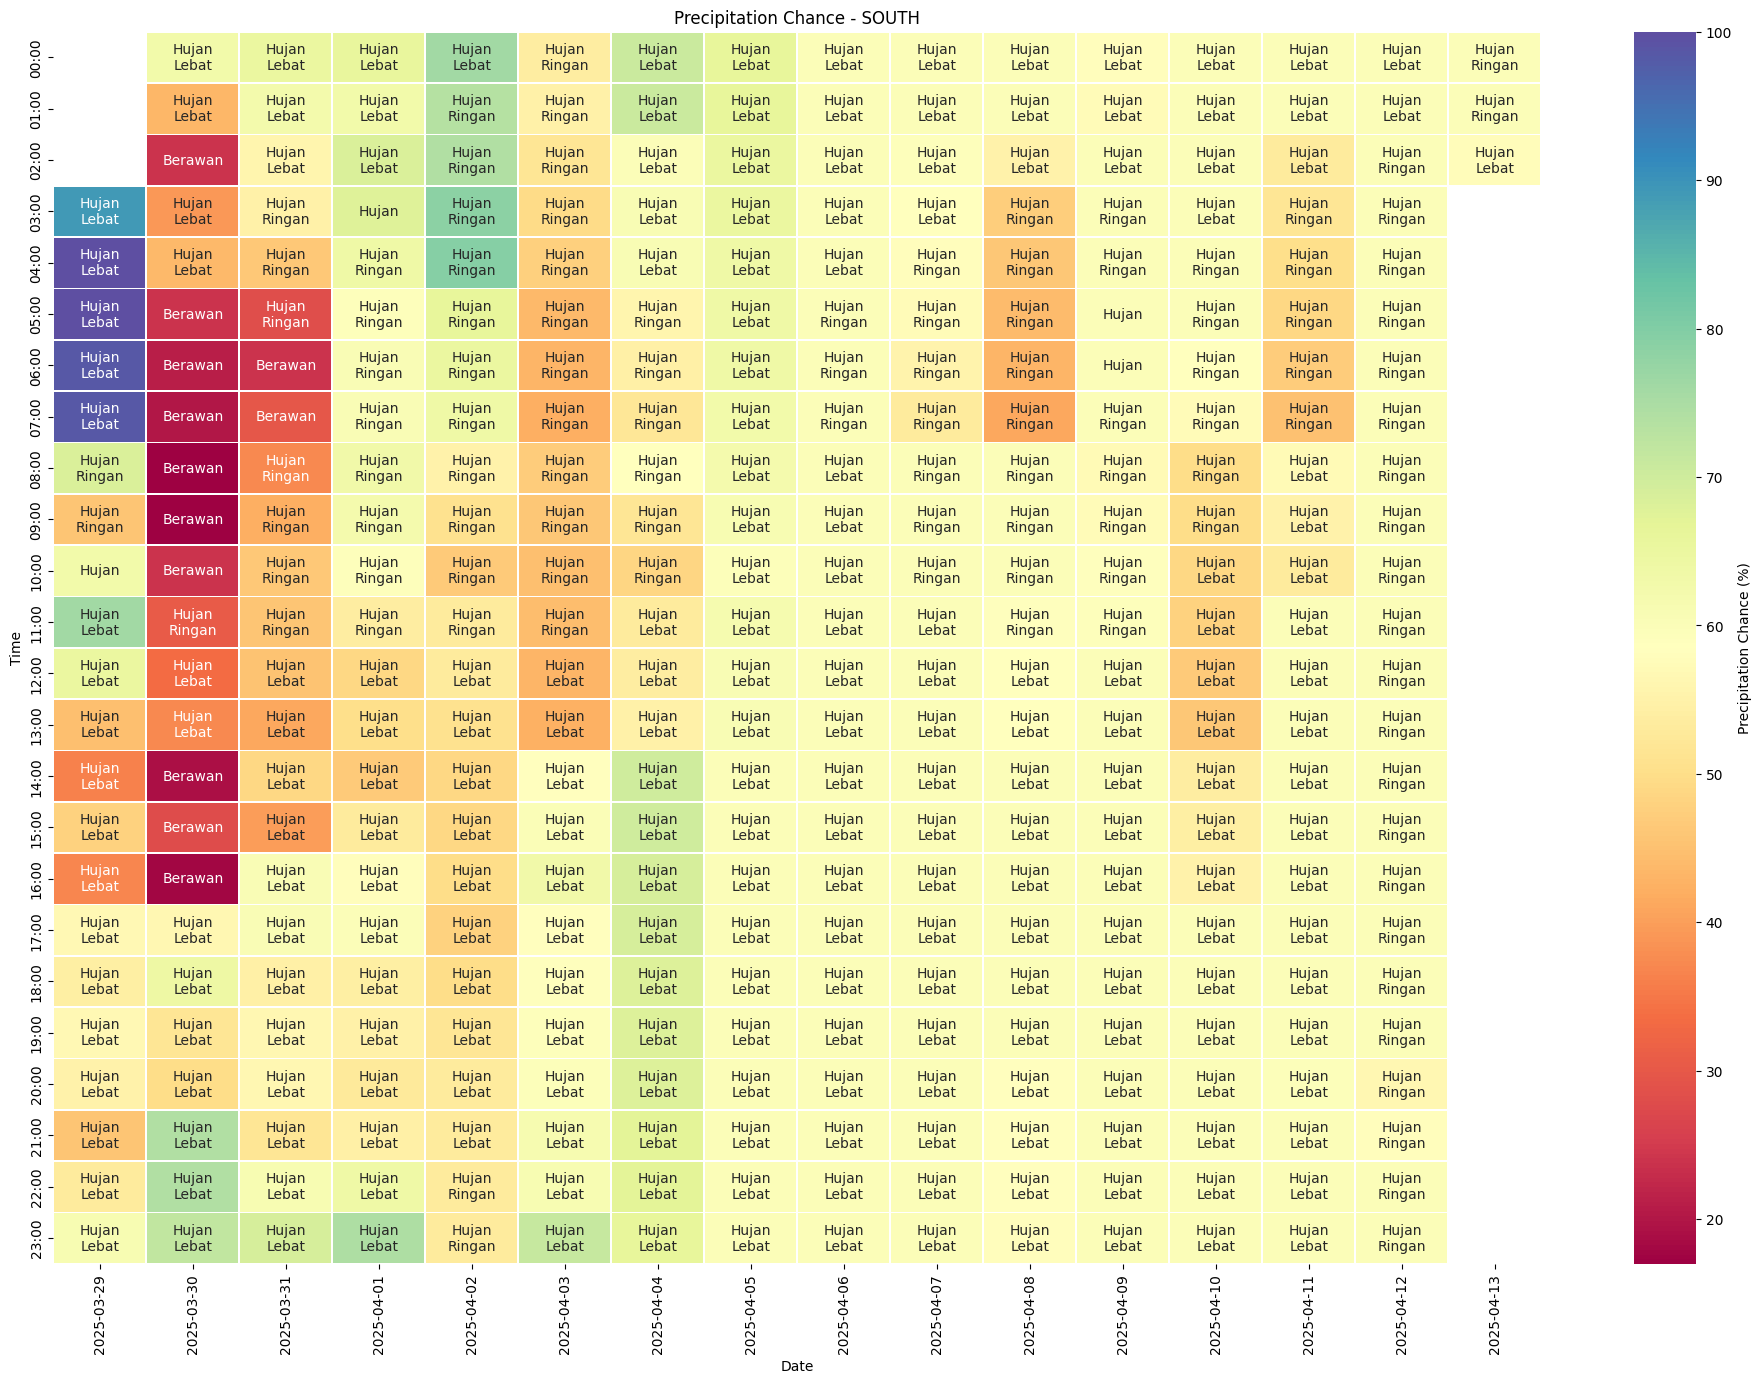 Precipitation Chance - SOUTH
00:00 Hujan Lebat Hujan Lebat Hujan Lebat Hujan Lebat Hujan Ringan Hujan Lebat Hujan Lebat Hujan Lebat Hujan Lebat Hujan Lebat Hujan Lebat Hujan Lebat Hujan Lebat Hujan Lebat Hujan Ringan
01:00 Hujan Lebat Hujan Lebat Hujan Lebat Hujan Ringan Hujan Ringan Hujan Lebat Hujan Lebat Hujan Lebat Hujan Lebat Hujan Lebat Hujan Lebat Hujan Lebat Hujan Lebat Hujan Lebat Hujan Ringan
02:00 Berawan Hujan Lebat Hujan Lebat Hujan Ringan Hujan Ringan Hujan Lebat Hujan Lebat Hujan Lebat Hujan Lebat Hujan Lebat Hujan Lebat Hujan Lebat Hujan Lebat Hujan Ringan Hujan Lebat
03:00 Hujan Lebat Hujan Lebat Hujan Ringan Hujan Hujan Ringan Hujan Ringan Hujan Lebat Hujan Lebat Hujan Lebat Hujan Lebat Hujan Ringan Hujan Ringan Hujan Lebat Hujan Ringan Hujan Ringan
04:00 Hujan Lebat Hujan Lebat Hujan Ringan Hujan Ringan Hujan Ringan Hujan Ringan Hujan Lebat Hujan Lebat Hujan Lebat Hujan Ringan Hujan Ringan Hujan Ringan Hujan Ringan Hujan Ringan Hujan Ringan
05:00 Hujan Lebat Berawan Hujan Ringan Hujan Ringan Hujan Ringan Hujan Ringan Hujan Ringan Hujan Lebat Hujan Ringan Hujan Ringan Hujan Ringan Hujan Hujan Ringan Hujan Ringan Hujan Ringan
06:00 Hujan Lebat Berawan Berawan Hujan Ringan Hujan Ringan Hujan Ringan Hujan Ringan Hujan Lebat Hujan Ringan Hujan Ringan Hujan Ringan Hujan Hujan Ringan Hujan Ringan Hujan Ringan
07:00 Hujan Lebat Berawan Berawan Hujan Ringan Hujan Ringan Hujan Ringan Hujan Ringan Hujan Lebat Hujan Ringan Hujan Ringan Hujan Ringan Hujan Ringan Hujan Ringan Hujan Ringan Hujan Ringan
08:00 Hujan Ringan Berawan Hujan Ringan Hujan Ringan Hujan Ringan Hujan Ringan Hujan Ringan Hujan Lebat Hujan Lebat Hujan Ringan Hujan Ringan Hujan Ringan Hujan Ringan Hujan Lebat Hujan Ringan
09:00 Hujan Ringan Berawan Hujan Ringan Hujan Ringan Hujan Ringan Hujan Ringan Hujan Ringan Hujan Lebat Hujan Lebat Hujan Ringan Hujan Ringan Hujan Ringan Hujan Ringan Hujan Lebat Hujan Ringan
10:00 Hujan Berawan Hujan Ringan Hujan Ringan Hujan Ringan Hujan Ringan Hujan Ringan Hujan Lebat Hujan Lebat Hujan Ringan Hujan Ringan Hujan Ringan Hujan Lebat Hujan Lebat Hujan Ringan
11:00 Hujan Lebat Hujan Ringan Hujan Ringan Hujan Ringan Hujan Ringan Hujan Ringan Hujan Lebat Hujan Lebat Hujan Lebat Hujan Lebat Hujan Ringan Hujan Ringan Hujan Lebat Hujan Lebat Hujan Ringan
12:00 Hujan Lebat Hujan Lebat Hujan Lebat Hujan Lebat Hujan Lebat Hujan Lebat Hujan Lebat Hujan Lebat Hujan Lebat Hujan Lebat Hujan Lebat Hujan Lebat Hujan Lebat Hujan Lebat Hujan Ringan
13:00 Hujan Lebat Hujan Lebat Hujan Lebat Hujan Lebat Hujan Lebat Hujan Lebat Hujan Lebat Hujan Lebat Hujan Lebat Hujan Lebat Hujan Lebat Hujan Lebat Hujan Lebat Hujan Lebat Hujan Ringan
14:00 Hujan Lebat Berawan Hujan Lebat Hujan Lebat Hujan Lebat Hujan Lebat Hujan Lebat Hujan Lebat Hujan Lebat Hujan Lebat Hujan Lebat Hujan Lebat Hujan Lebat Hujan Lebat Hujan Ringan
15:00 Hujan Lebat Berawan Hujan Lebat Hujan Lebat Hujan Lebat Hujan Lebat Hujan Lebat Hujan Lebat Hujan Lebat Hujan Lebat Hujan Lebat Hujan Lebat Hujan Lebat Hujan Lebat Hujan Ringan
16:00 Hujan Lebat Berawan Hujan Lebat Hujan Lebat Hujan Lebat Hujan Lebat Hujan Lebat Hujan Lebat Hujan Lebat Hujan Lebat Hujan Lebat Hujan Lebat Hujan Lebat Hujan Lebat Hujan Ringan
17:00 Hujan Lebat Hujan Lebat Hujan Lebat Hujan Lebat Hujan Lebat Hujan Lebat Hujan Lebat Hujan Lebat Hujan Lebat Hujan Lebat Hujan Lebat Hujan Lebat Hujan Lebat Hujan Lebat Hujan Ringan
18:00 Hujan Lebat Hujan Lebat Hujan Lebat Hujan Lebat Hujan Lebat Hujan Lebat Hujan Lebat Hujan Lebat Hujan Lebat Hujan Lebat Hujan Lebat Hujan Lebat Hujan Lebat Hujan Lebat Hujan Ringan
19:00 Hujan Lebat Hujan Lebat Hujan Lebat Hujan Lebat Hujan Lebat Hujan Lebat Hujan Lebat Hujan Lebat Hujan Lebat Hujan Lebat Hujan Lebat Hujan Lebat Hujan Lebat Hujan Lebat Hujan Ringan
20:00 Hujan Lebat Hujan Lebat Hujan Lebat Hujan Lebat Hujan Lebat Hujan Lebat Hujan Lebat Hujan Lebat Hujan Lebat Hujan Lebat Hujan Lebat Hujan Lebat Hujan Lebat Hujan Lebat Hujan Ringan
21:00 Hujan Lebat Hujan Lebat Hujan Lebat Hujan Lebat Hujan Lebat Hujan Lebat Hujan Lebat Hujan Lebat Hujan Lebat Hujan Lebat Hujan Lebat Hujan Lebat Hujan Lebat Hujan Lebat Hujan Ringan
22:00 Hujan Lebat Hujan Lebat Hujan Lebat Hujan Lebat Hujan Ringan Hujan Lebat Hujan Lebat Hujan Lebat Hujan Lebat Hujan Lebat Hujan Lebat Hujan Lebat Hujan Lebat Hujan Lebat Hujan Ringan
23:00 Hujan Lebat Hujan Lebat Hujan Lebat Hujan Lebat Hujan Ringan Hujan Lebat Hujan Lebat Hujan Lebat Hujan Lebat Hujan Lebat Hujan Lebat Hujan Lebat Hujan Lebat Hujan Lebat Hujan Ringan
Time
2025-03-29 2025-03-30 2025-03-31 2025-04-01 2025-04-02 2025-04-03 2025-04-04 2025-04-05 2025-04-06 2025-04-07 2025-04-08 2025-04-09 2025-04-10 2025-04-11 2025-04-12 2025-04-13
Date
100
90
80
70
60
50
40
30
20
Precipitation Chance (%)